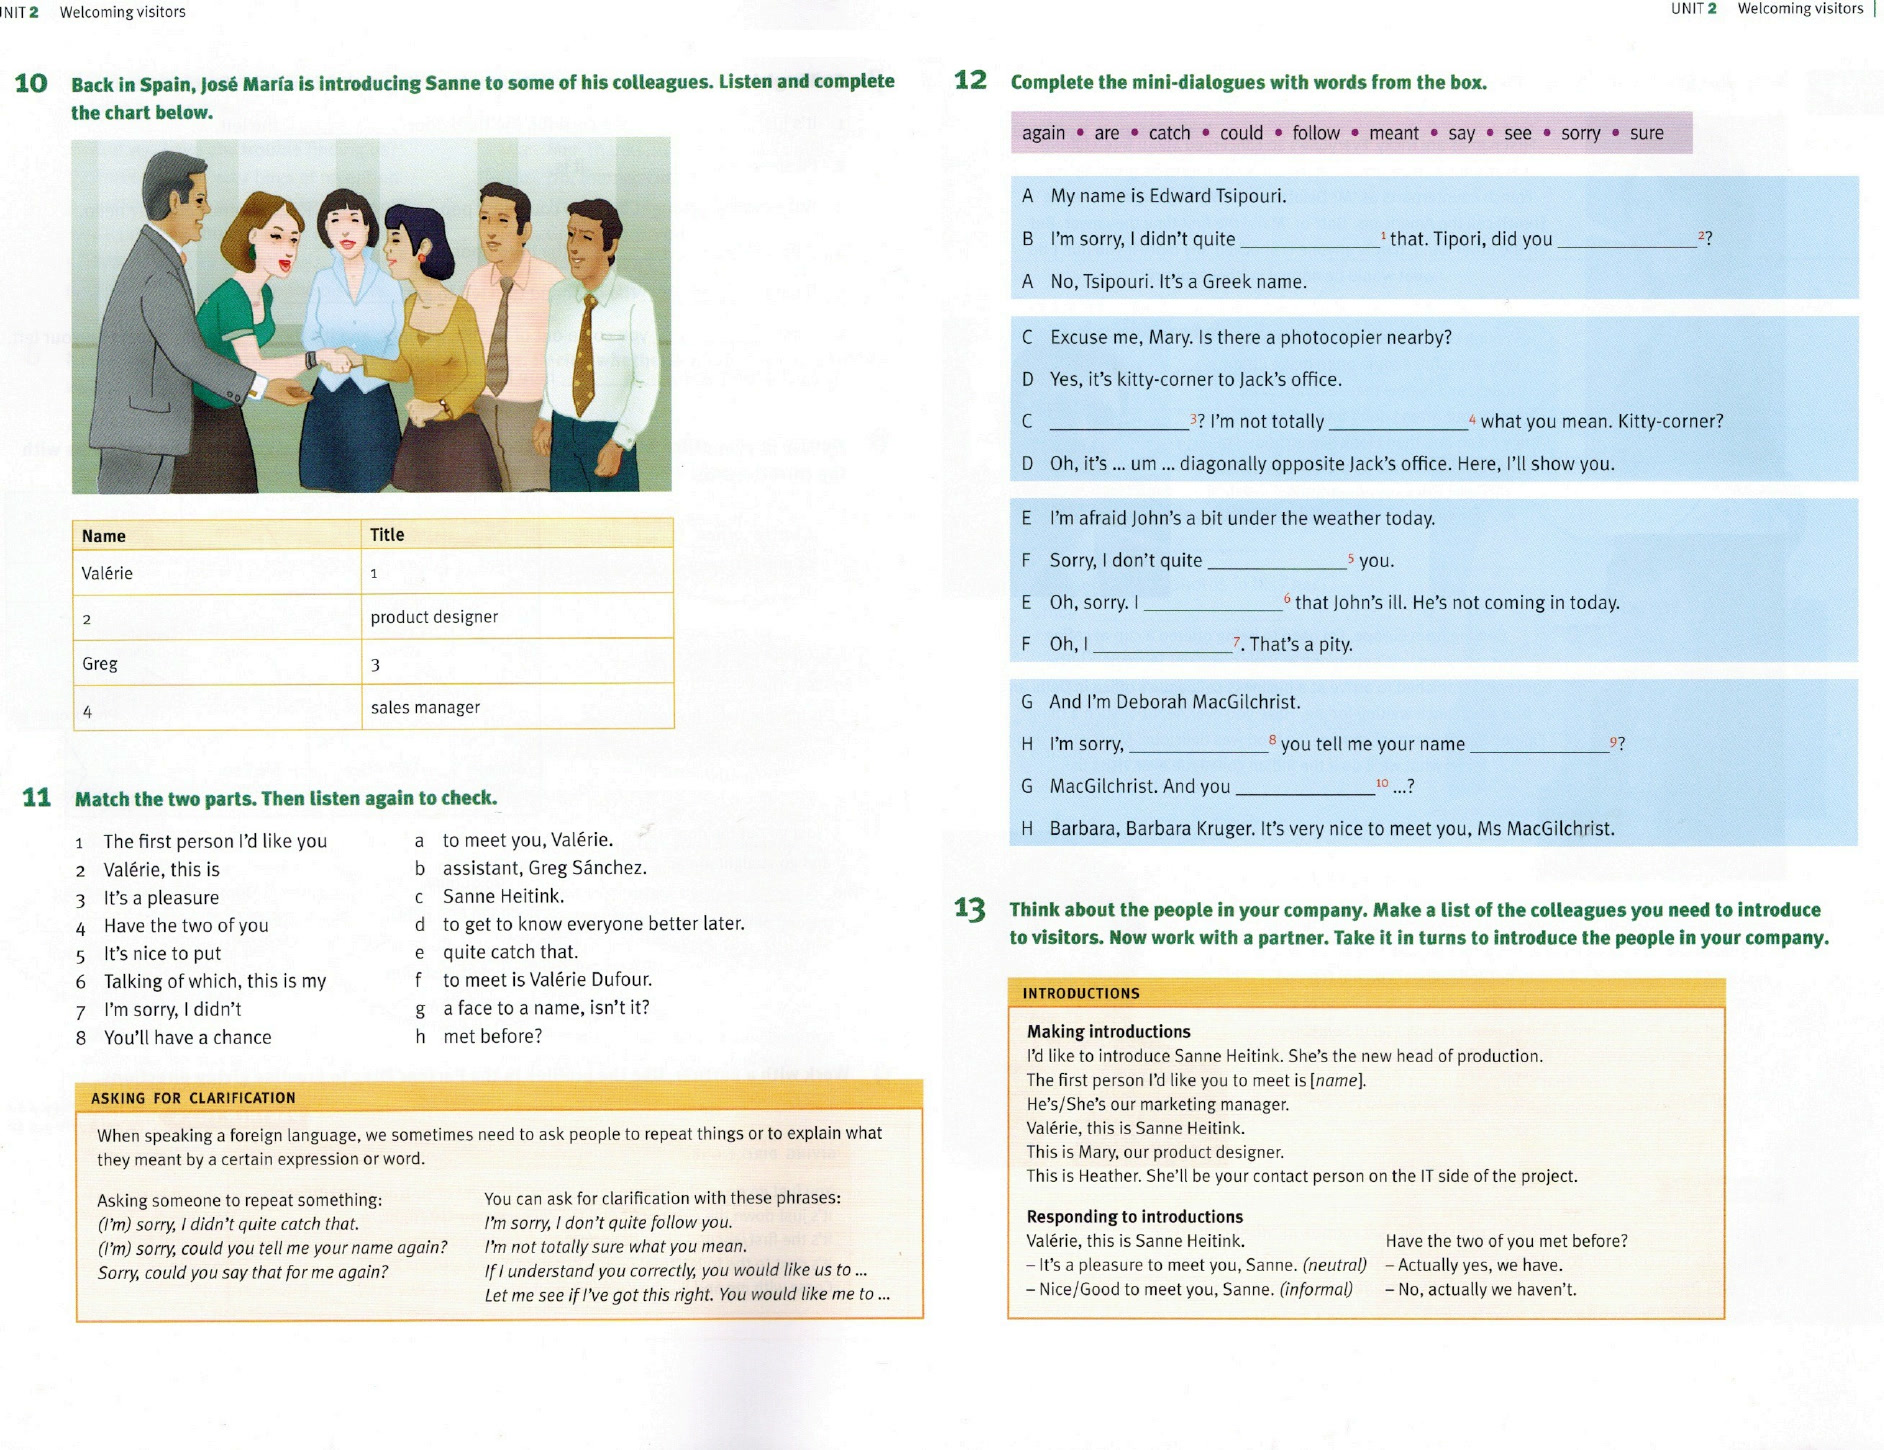 UNIT 2 Welcoming visitors
10 Back in Spain, José María is introducing Sanne to some of his colleagues. Listen and complete
the chart below.
Name Title
Valérie 1
2 product designer
Greg 3
4 sales manager
11 Match the two parts. Then listen again to check.
1 The first person I'd like you
2 Valérie, this is
3 It's a pleasure
4 Have the two of you
5 It's nice to put
6 Talking of which, this is my
7 I'm sorry, I didn't
8 You'll have a chance
a to meet you, Valérie.
b assistant, Greg Sánchez.
c Sanne Heitink.
d to get to know everyone better later.
e quite catch that.
f to meet is Valérie Dufour.
g a face to a name, isn't it?
h met before?
ASKING FOR CLARIFICATION
When speaking a foreign language, we sometimes need to ask people to repeat things or to explain what
they meant by a certain expression or word.
Asking someone to repeat something:
(I'm) sorry, I didn't quite catch that.
(I'm) sorry, could you tell me your name again?
Sorry, could you say that for me again?
You can ask for clarification with these phrases:
I'm sorry, I don't quite follow you.
I'm not totally sure what you mean.
If I understand you correctly, you would like us to ...
Let me see if I've got this right. You would like me to ...
UNIT 2 Welcoming visitors
12 Complete the mini-dialogues with words from the box.
again • are • catch • could • follow • meant • say • see • sorry • sure
A My name is Edward Tsipouri.
B I'm sorry, I didn't quite ____________ 1 that. Tipori, did you ____________ 2?
A No, Tsipouri. It's a Greek name.
C Excuse me, Mary. Is there a photocopier nearby?
D Yes, it's kitty-corner to Jack's office.
C ____________ 3? I'm not totally ____________ 4 what you mean. Kitty-corner?
D Oh, it's ... um ... diagonally opposite Jack's office. Here, I'll show you.
E I'm afraid John's a bit under the weather today.
F Sorry, I don't quite ____________ 5 you.
E Oh, sorry. I ____________ 6 that John's ill. He's not coming in today.
F Oh, I ____________ 7. That's a pity.
G And I'm Deborah MacGilchrist.
H I'm sorry, ____________ 8 you tell me your name ____________ 9?
G MacGilchrist. And you ____________ 10 ...?
H Barbara, Barbara Kruger. It's very nice to meet you, Ms MacGilchrist.
13 Think about the people in your company. Make a list of the colleagues you need to introduce
to visitors. Now work with a partner. Take it in turns to introduce the people in your company.
INTRODUCTIONS
Making introductions
I'd like to introduce Sanne Heitink. She's the new head of production.
The first person I'd like you to meet is [name].
He's/She's our marketing manager.
Valérie, this is Sanne Heitink.
This is Mary, our product designer.
This is Heather. She'll be your contact person on the IT side of the project.
Responding to introductions
Valérie, this is Sanne Heitink.
– It's a pleasure to meet you, Sanne. (neutral)
– Nice/Good to meet you, Sanne. (informal)
Have the two of you met before?
– Actually yes, we have.
– No, actually we haven't.